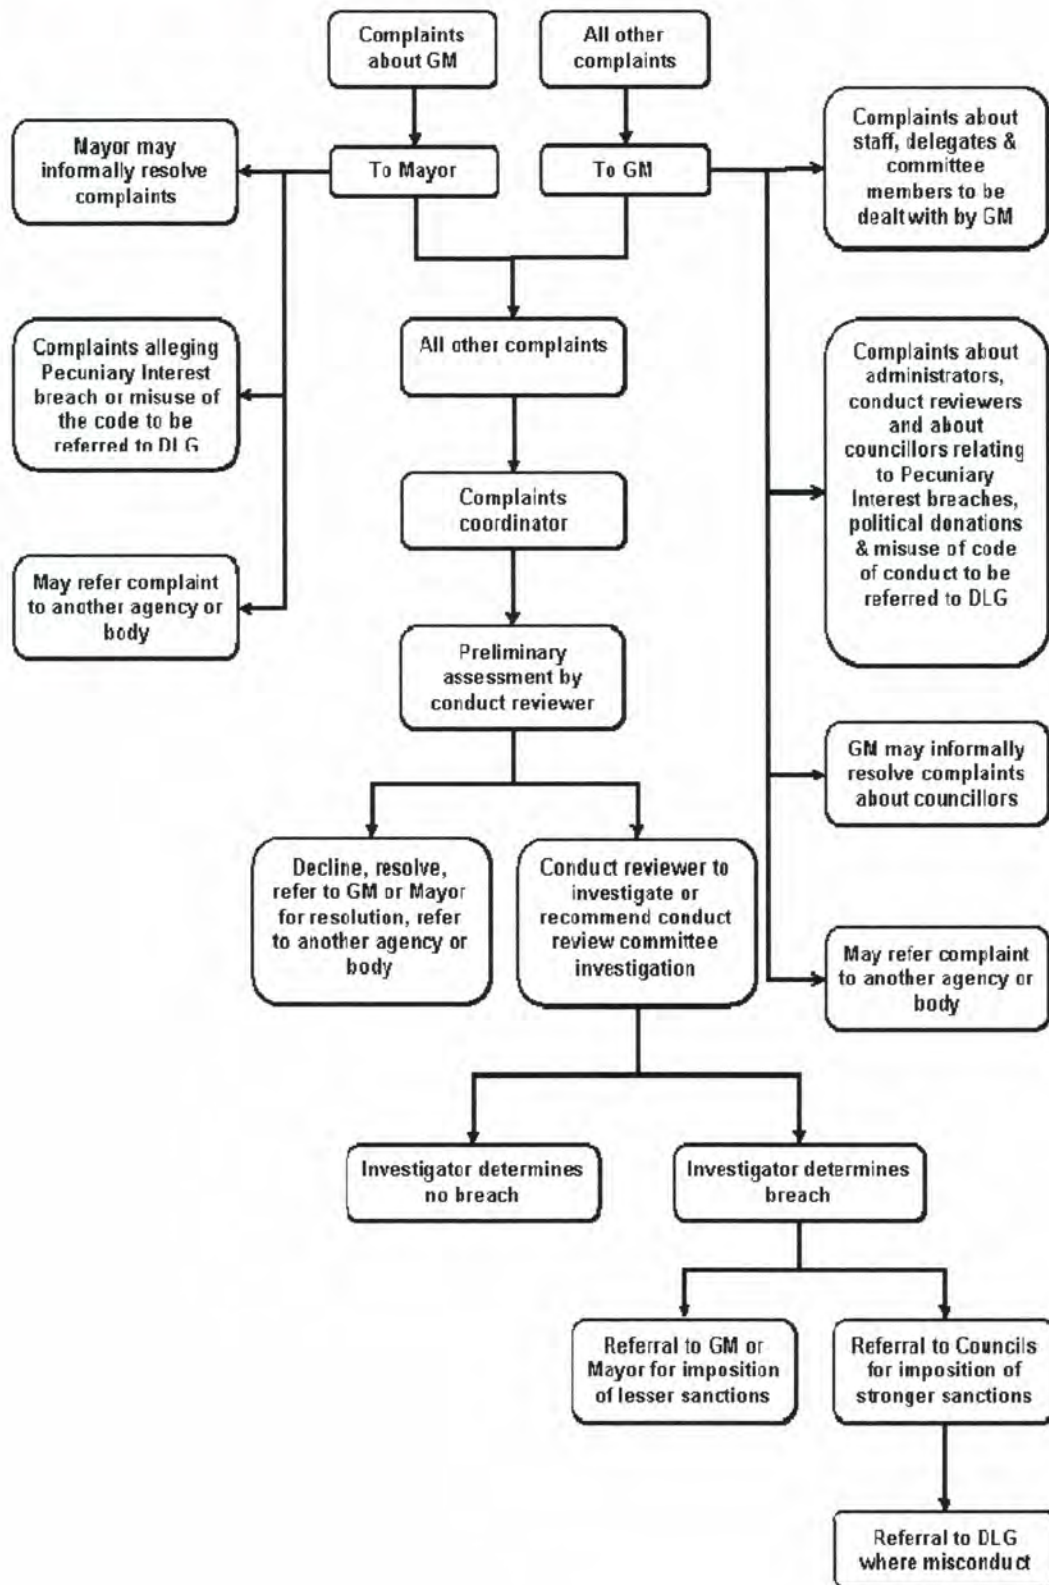 Complaints
about GM
All other
complaints
Mayor may
informally resolve
complaints
To Mayor
To GM
Complaints about
staff, delegates &
committee
members to be
dealt with by GM
Complaints alleging
Pecuniary Interest
breach or misuse of
the code to be
referred to DLG
All other complaints
Complaints about
administrators,
conduct reviewers
and about
councillors relating
to Pecuniary
Interest breaches,
political donations
& misuse of code
of conduct to be
referred to DLG
Complaints
coordinator
May refer complaint
to another agency or
body
Preliminary
assessment by
conduct reviewer
GM may informally
resolve complaints
about councillors
Decline, resolve,
refer to GM or Mayor
for resolution, refer
to another agency or
body
Conduct reviewer to
investigate or
recommend conduct
review committee
investigation
May refer complaint
to another agency or
body
Investigator determines
no breach
Investigator determines
breach
Referral to GM or
Mayor for imposition
of lesser sanctions
Referral to Councils
for imposition of
stronger sanctions
Referral to DLG
where misconduct